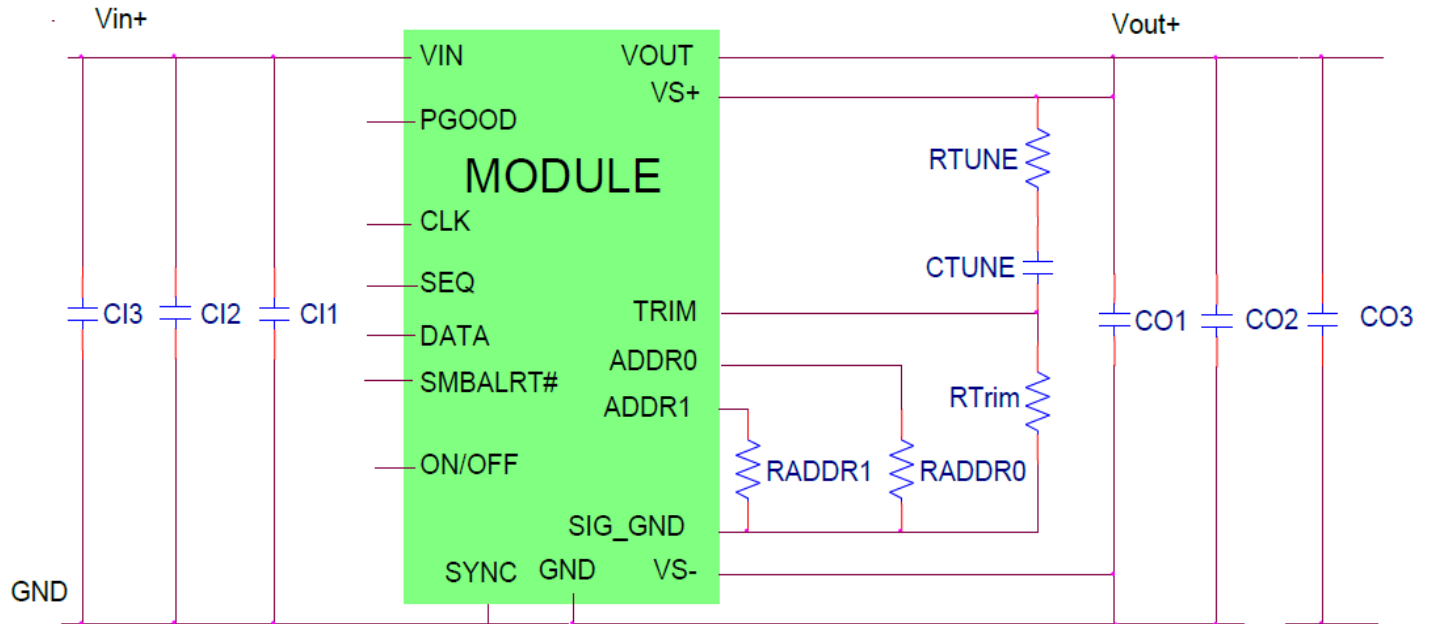 Vin+
Vout+
VIN
VOUT
VS+
PGOOD
MODULE
RTUNE
CLK
CTUNE
SEQ
TRIM
CI3
CI2
CI1
DATA
CO1
CO2
CO3
ADDR0
SMBALRT#
RTrim
ADDR1
ON/OFF
RADDR1
RADDR0
SIG_GND
SYNC
GND
VS-
GND